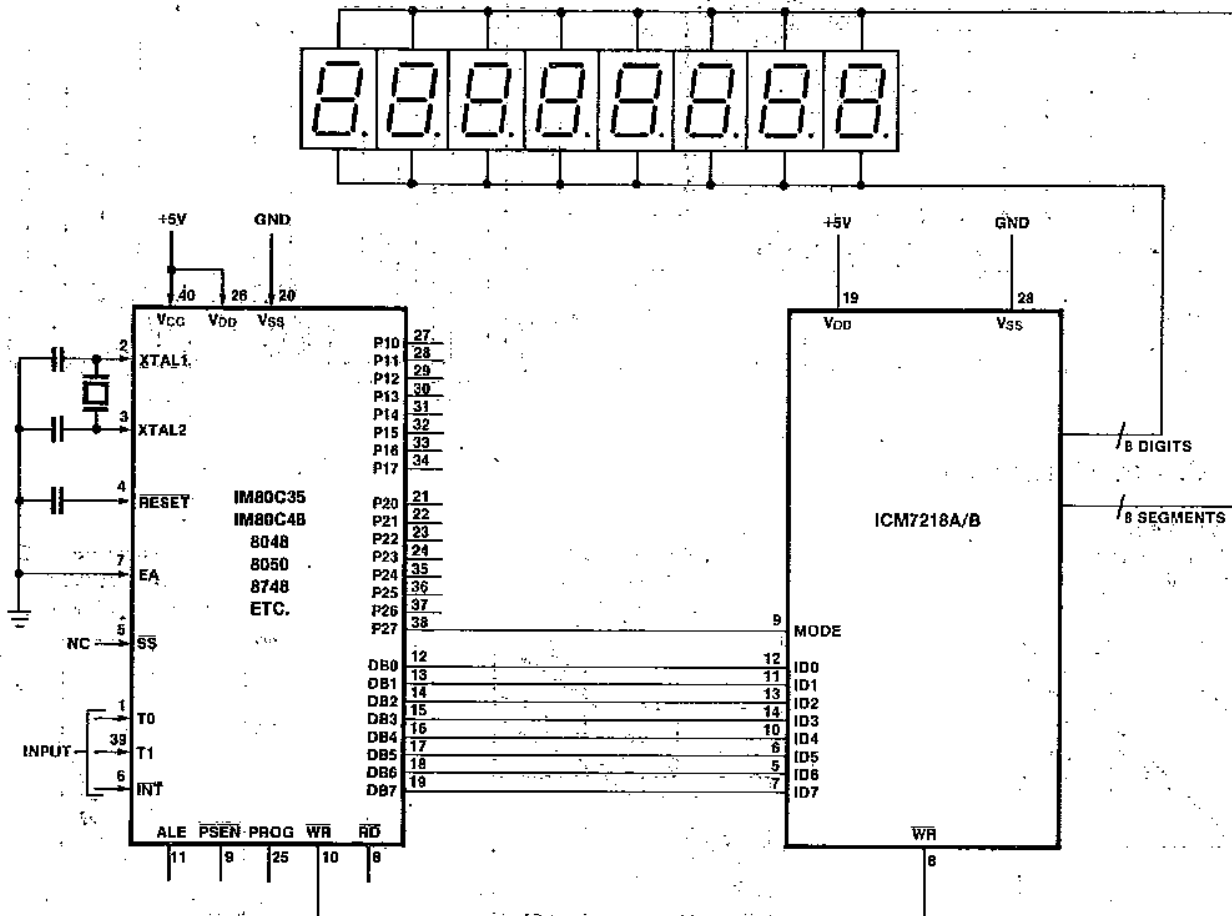 +5V
GND
40
26
20
VCC
VDD
VSS
2
XTAL1
3
XTAL2
4
RESET
7
EA
NC
5
SS
1
T0
INPUT
39
T1
6
INT
IM80C35
IM80C48
8048
8050
8748
ETC.
P10 27
P11 28
P12 29
P13 30
P14 31
P15 32
P16 33
P17 34
P20 21
P21 22
P22 23
P23 24
P24 35
P25 36
P26 37
P27 38
DB0 12
DB1 13
DB2 14
DB3 15
DB4 16
DB5 17
DB6 18
DB7 19
ALE PSEN PROG WR RD
11 9 25 10 8
+5V
GND
19
28
VDD
VSS
ICM7218A/B
8 DIGITS
8 SEGMENTS
9 MODE
12 ID0
11 ID1
13 ID2
14 ID3
10 ID4
6 ID5
5 ID6
7 ID7
WR
8